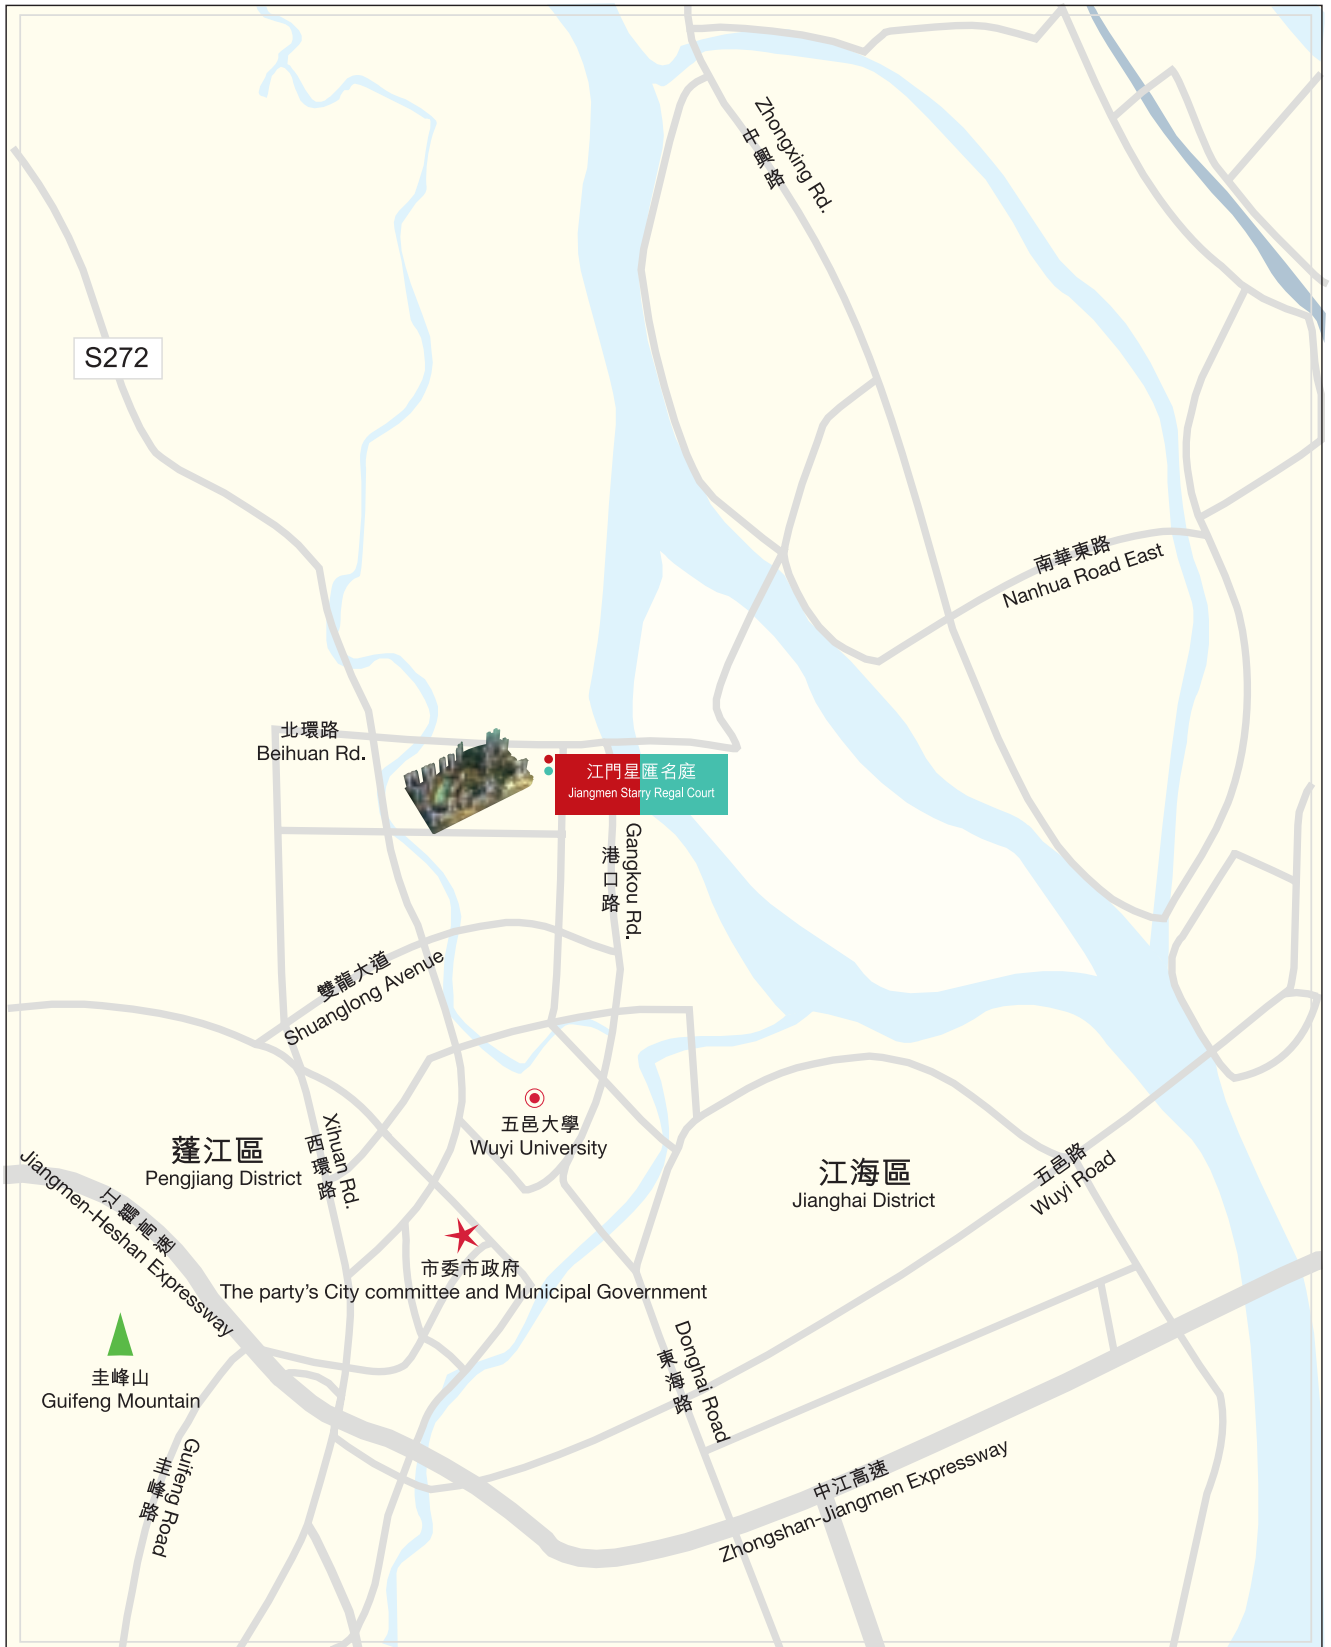 中興路
Zhongxing Rd.
S272
南華東路
Nanhua Road East
北環路
Beihuan Rd.
江門星匯名庭
Jiangmen Starry Regal Court
港口路
Gangkou Rd.
雙龍大道
Shuanglong Avenue
五邑大學
Wuyi University
蓬江區
Pengjiang District
西環路
Xihuan Rd.
江海區
Jianghai District
五邑路
Wuyi Road
江鶴高速
Jiangmen-Heshan Expressway
市委市政府
The party's City committee and Municipal Government
圭峰山
Guifeng Mountain
東海路
Donghai Road
圭峰路
Guifeng Road
中江高速
Zhongshan-Jiangmen Expressway